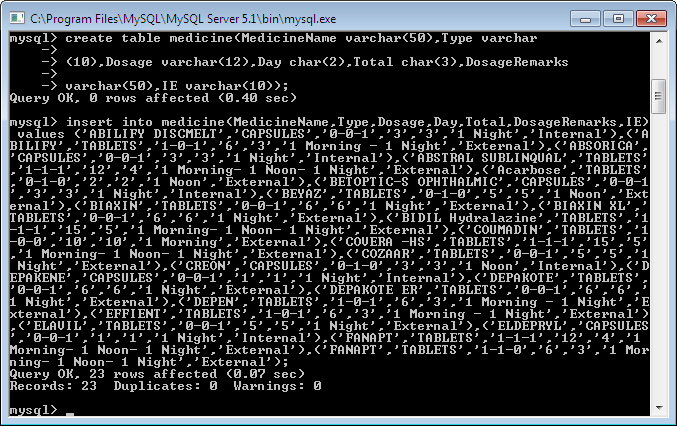 C:\Program Files\MySQL\MySQL Server 5.1\bin\mysql.exe
mysql> create table medicine(MedicineName varchar(50),Type varchar
    ->
    -> (10),Dosage varchar(12),Day char(2),Total char(3),DosageRemarks
    ->
    -> varchar(50),IE varchar(10));
Query OK, 0 rows affected (0.40 sec)
mysql> insert into medicine(MedicineName,Type,Dosage,Day,Total,DosageRemarks,IE)
 values ('ABILIFY DISCMELT','CAPSULES','0-0-1','3','3','1 Night','Internal'),('A
BILIFY','TABLETS','1-0-1','6','3','1 Morning - 1 Night','External'),('ABSORICA',
'CAPSULES','0-0-1','3','3','1 Night','Internal'),('ABSTRAL SUBLINQUAL','TABLETS'
,'1-1-1','12','4','1 Morning- 1 Noon- 1 Night','External'),('Acarbose','TABLETS'
,'0-1-0','2','2','1 Noon','External'),('BETOPTIC-S OPHTHALMIC','CAPSULES','0-0-1
','3','3','1 Night','Internal'),('BEYAZ','TABLETS','0-1-0','5','5','1 Noon','Ext
ernal'),('BIAXIN','TABLETS','0-0-1','6','6','1 Night','External'),('BIAXIN XL','
TABLETS','0-0-1','6','6','1 Night','External'),('BIDIL Hydralazine','TABLETS','1
-1-1','15','5','1 Morning- 1 Noon- 1 Night','External'),('COUMADIN','TABLETS','1
-0-0','10','10','1 Morning','External'),('COVERA -HS','TABLETS','1-1-1','15','5'
,'1 Morning- 1 Noon- 1 Night','External'),('COZAAR','TABLETS','0-0-1','5','5','1
 Night','External'),('CREON','CAPSULES','0-1-0','3','3','1 Noon','Internal'),('D
EPAKENE','CAPSULES','0-0-1','1','1','1 Night','Internal'),('DEPAKOTE','TABLETS',
'0-0-1','6','6','1 Night','External'),('DEPAKOTE ER','TABLETS','0-0-1','6','6','
1 Night','External'),('DEPEN','TABLETS','1-0-1','6','3','1 Morning - 1 Night','E
xternal'),('EFFIENT','TABLETS','1-0-1','6','3','1 Morning - 1 Night','External')
,('ELAVIL','TABLETS','0-0-1','5','5','1 Night','External'),('ELDEPRYL','CAPSULES
','0-0-1','1','1','1 Night','Internal'),('FANAPT','TABLETS','1-1-1','12','4','1
Morning- 1 Noon- 1 Night','External'),('FANAPT','TABLETS','1-1-0','6','3','1 Mor
ning- 1 Noon- 1 Night','External');
Query OK, 23 rows affected (0.07 sec)
Records: 23  Duplicates: 0  Warnings: 0
mysql> _